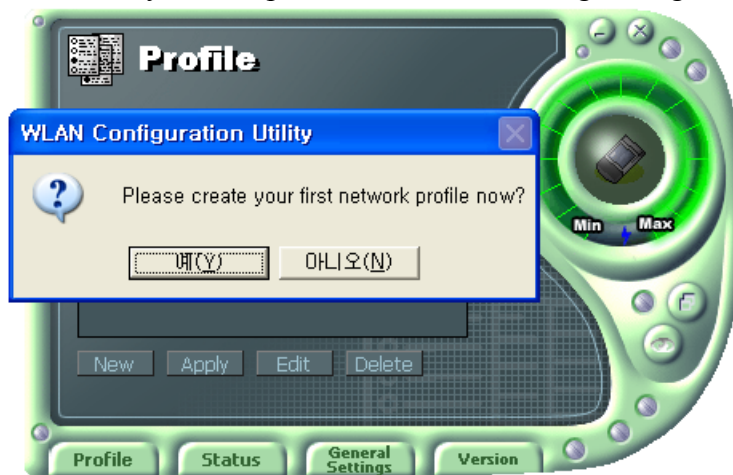 Profile
WLAN Configuration Utility
Please create your first network profile now?
예(Y) 아니오(N)
Min Max
New Apply Edit Delete
Profile Status General Settings Version